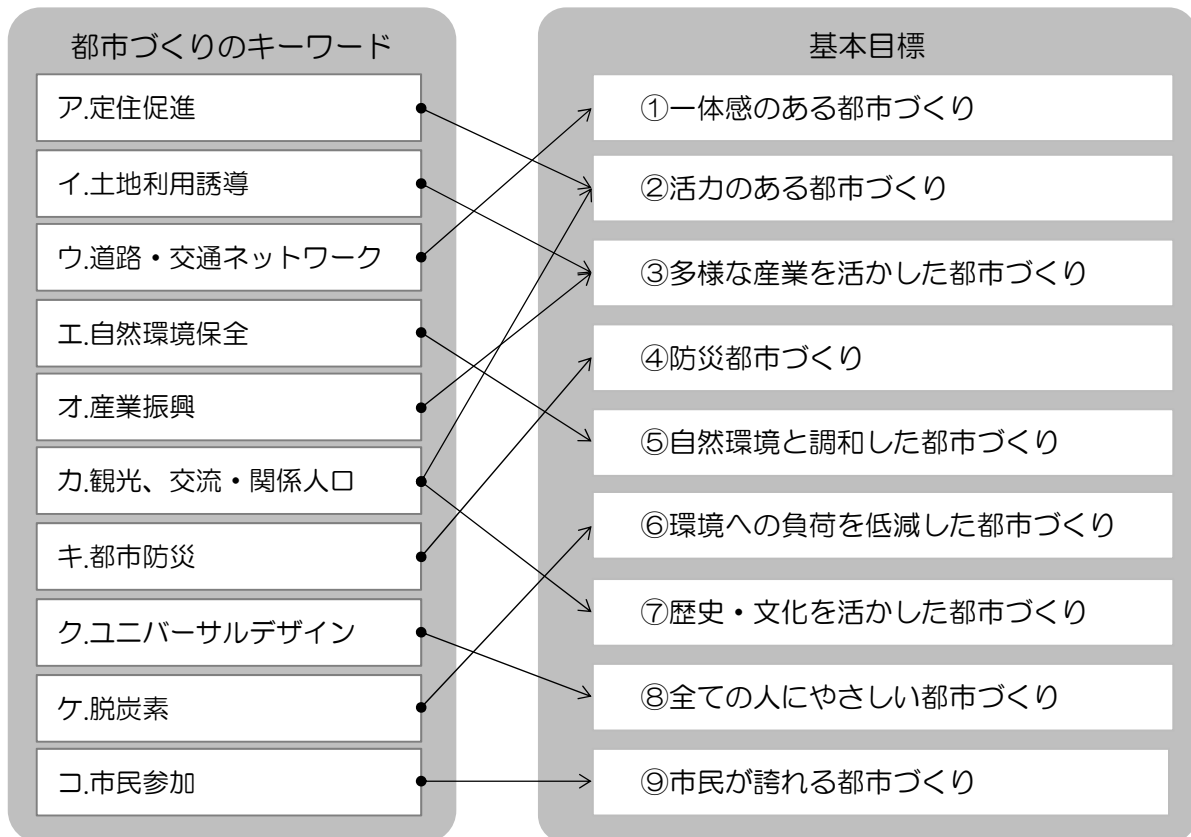 都市づくりのキーワード
ア.定住促進
イ.土地利用誘導
ウ.道路・交通ネットワーク
エ.自然環境保全
オ.産業振興
カ.観光、交流・関係人口
キ.都市防災
ク.ユニバーサルデザイン
ケ.脱炭素
コ.市民参加
基本目標
①一体感のある都市づくり
②活力のある都市づくり
③多様な産業を活かした都市づくり
④防災都市づくり
⑤自然環境と調和した都市づくり
⑥環境への負荷を低減した都市づくり
⑦歴史・文化を活かした都市づくり
⑧全ての人にやさしい都市づくり
⑨市民が誇れる都市づくり